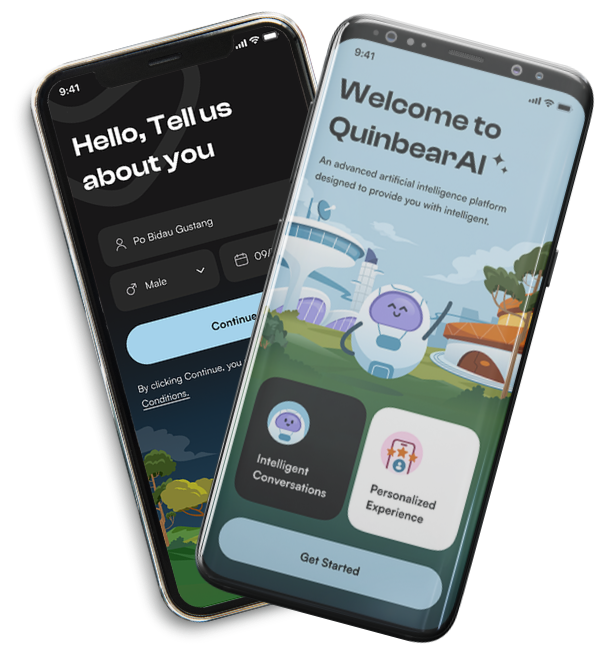 9:41
Hello, Tell us
about you
Po Bidau Gustang
Male
09/
Continue
By clicking Continue, you
Conditions.
9:41
Welcome to
QuinbearAI
An advanced artificial intelligence platform
designed to provide you with intelligent.
Intelligent
Conversations
Personalized
Experience
Get Started